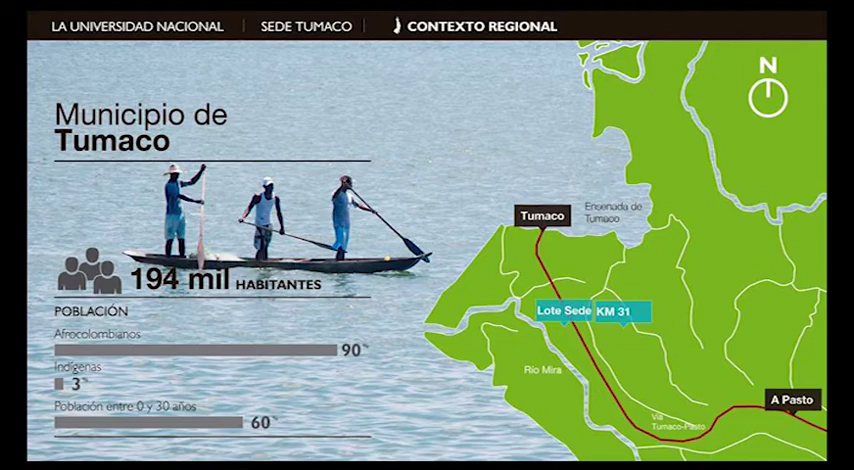 LA UNIVERSIDAD NACIONAL | SEDE TUMACO | CONTEXTO REGIONAL
Municipio de
Tumaco
194 mil HABITANTES
POBLACIÓN
Afrocolombianos
90%
Indígenas
3%
Población entre 0 y 30 años
60%
N
Tumaco
Ensenada de
Tumaco
Lote Sede KM 31
Río Mira
A Pasto
Vía
Tumaco-Pasto